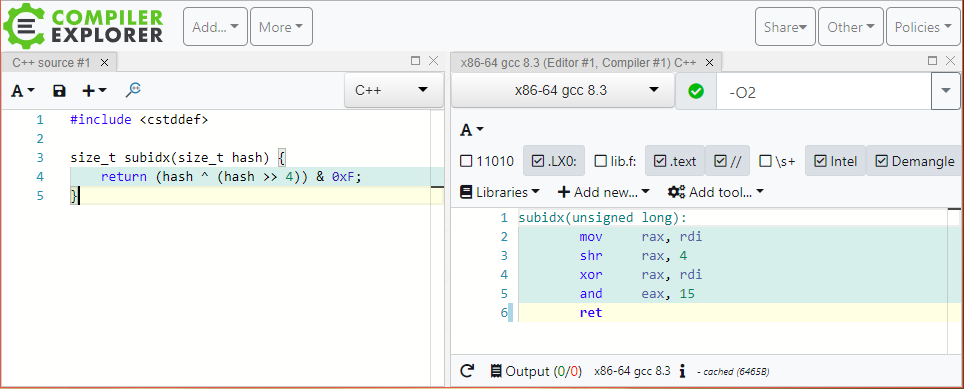 COMPILER
EXPLORER
Add...
More
Share
Other
Policies
C++ source #1
x86-64 gcc 8.3 (Editor #1, Compiler #1) C++
A
C++
x86-64 gcc 8.3
-O2
A
11010
.LX0:
lib.f:
.text
//
\s+
Intel
Demangle
Libraries
Add new...
Add tool...
1 #include <cstddef>
2
3 size_t subidx(size_t hash) {
4 return (hash ^ (hash >> 4)) & 0xF;
5 }
1 subidx(unsigned long):
2 mov rax, rdi
3 shr rax, 4
4 xor rax, rdi
5 and eax, 15
6 ret
Output (0/0) x86-64 gcc 8.3 i - cached (6465B)